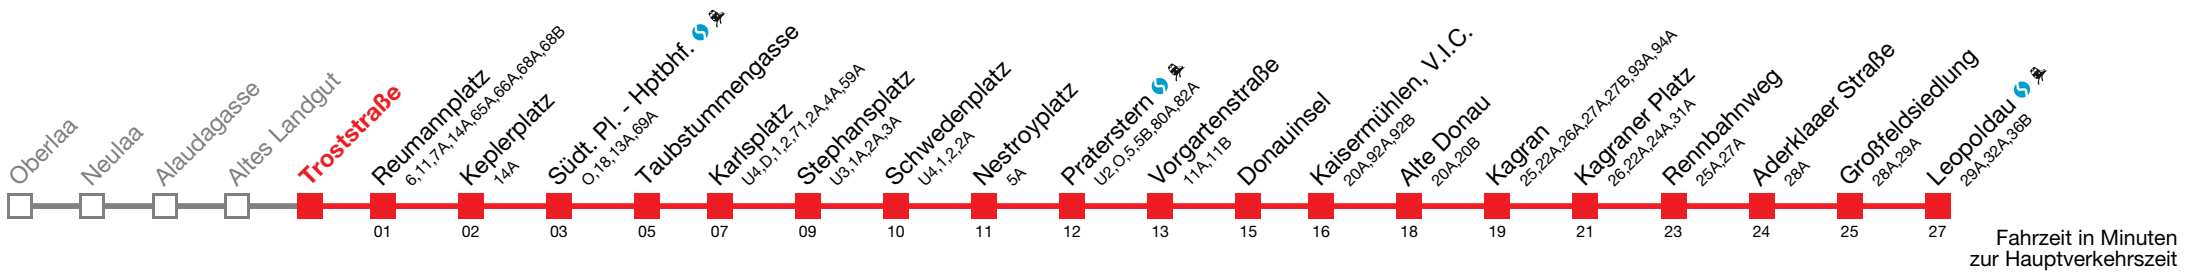 Oberlaa
Neulaa
Alaudagasse
Altes Landgut
Troststraße
Reumannplatz
6,11,7A,14A,65A,66A,68A,68B
Keplerplatz
14A
Südt. Pl. - Hptbhf.
O,18,13A,69A
Taubstummengasse
Karlsplatz
U4,D,1,2,71,2A,4A,59A
Stephansplatz
U3,1A,2A,3A
Schwedenplatz
U4,1,2,2A
Nestroyplatz
5A
Praterstern
U2,O,5,5B,80A,82A
Vorgartenstraße
11A,11B
Donauinsel
Kaisermühlen, V.I.C.
20A,92A,92B
Alte Donau
20A,20B
Kagran
25,22A,26A,27A,27B,93A,94A
Kagraner Platz
26,22A,24A,31A
Rennbahnweg
25A,27A
Aderklaaer Straße
28A
Großfeldsiedlung
28A,29A
Leopoldau
29A,32A,36B
01 02 03 05 07 09 10 11 12 13 15 16 18 19 21 23 24 25 27
Fahrzeit in Minuten
zur Hauptverkehrszeit